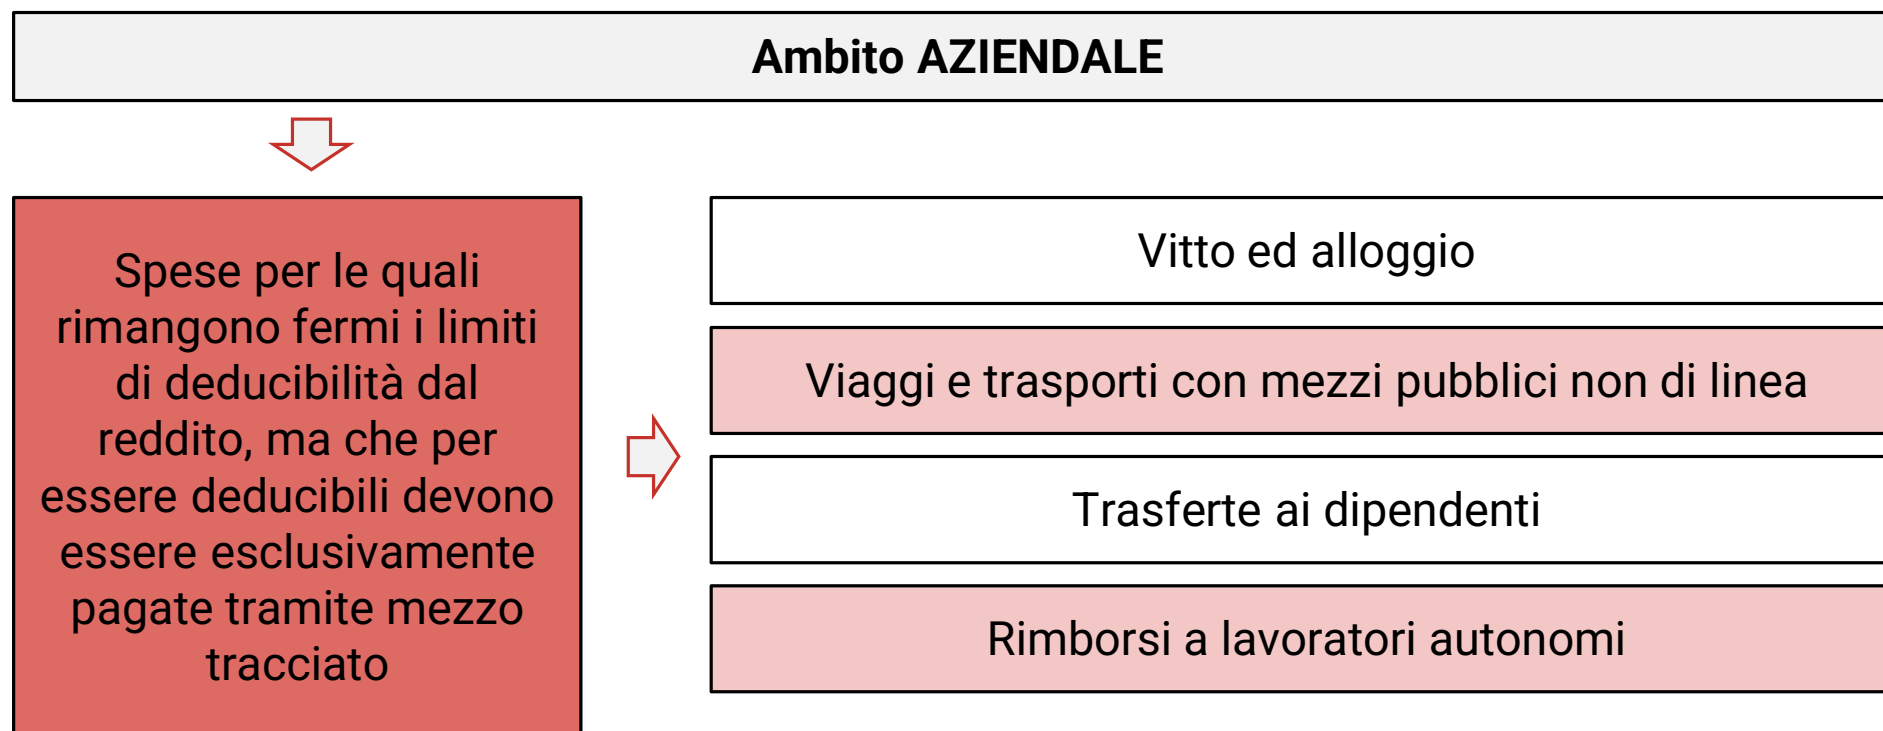 Ambito AZIENDALE
Spese per le quali
rimangono fermi i limiti
di deducibilità dal
reddito, ma che per
essere deducibili devono
essere esclusivamente
pagate tramite mezzo
tracciato
Vitto ed alloggio
Viaggi e trasporti con mezzi pubblici non di linea
Trasferte ai dipendenti
Rimborsi a lavoratori autonomi